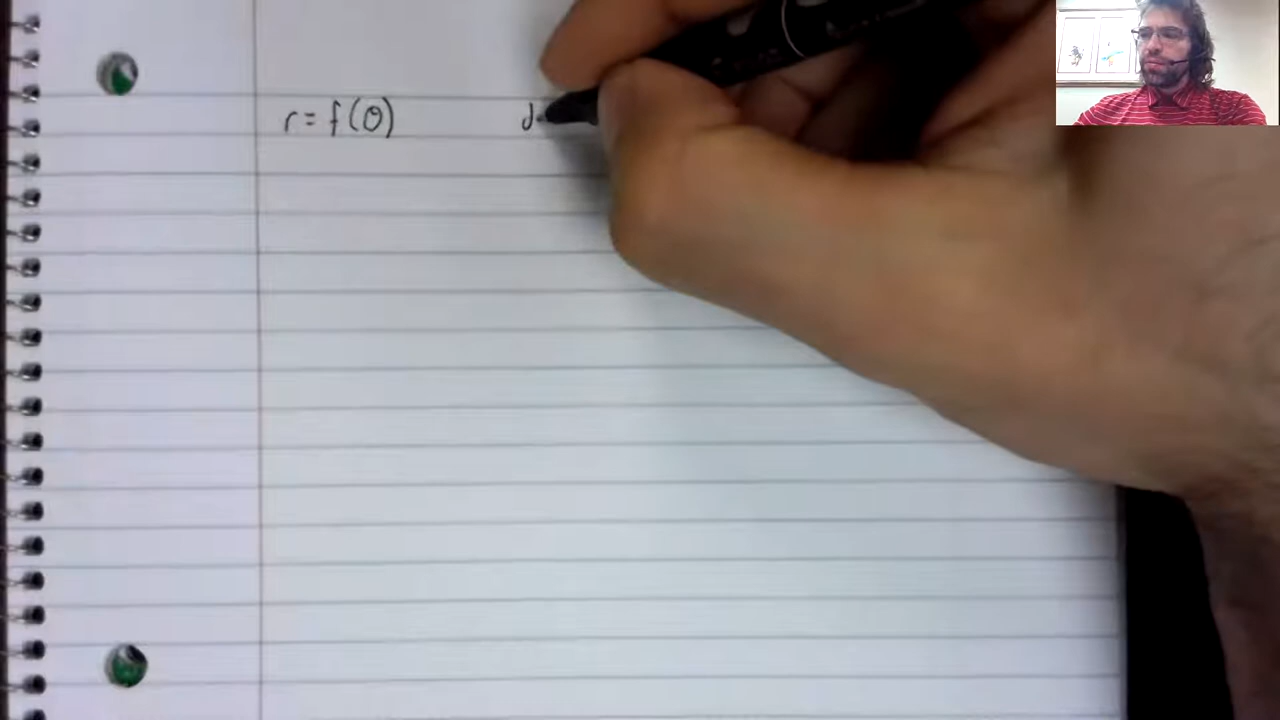 r = f(θ)